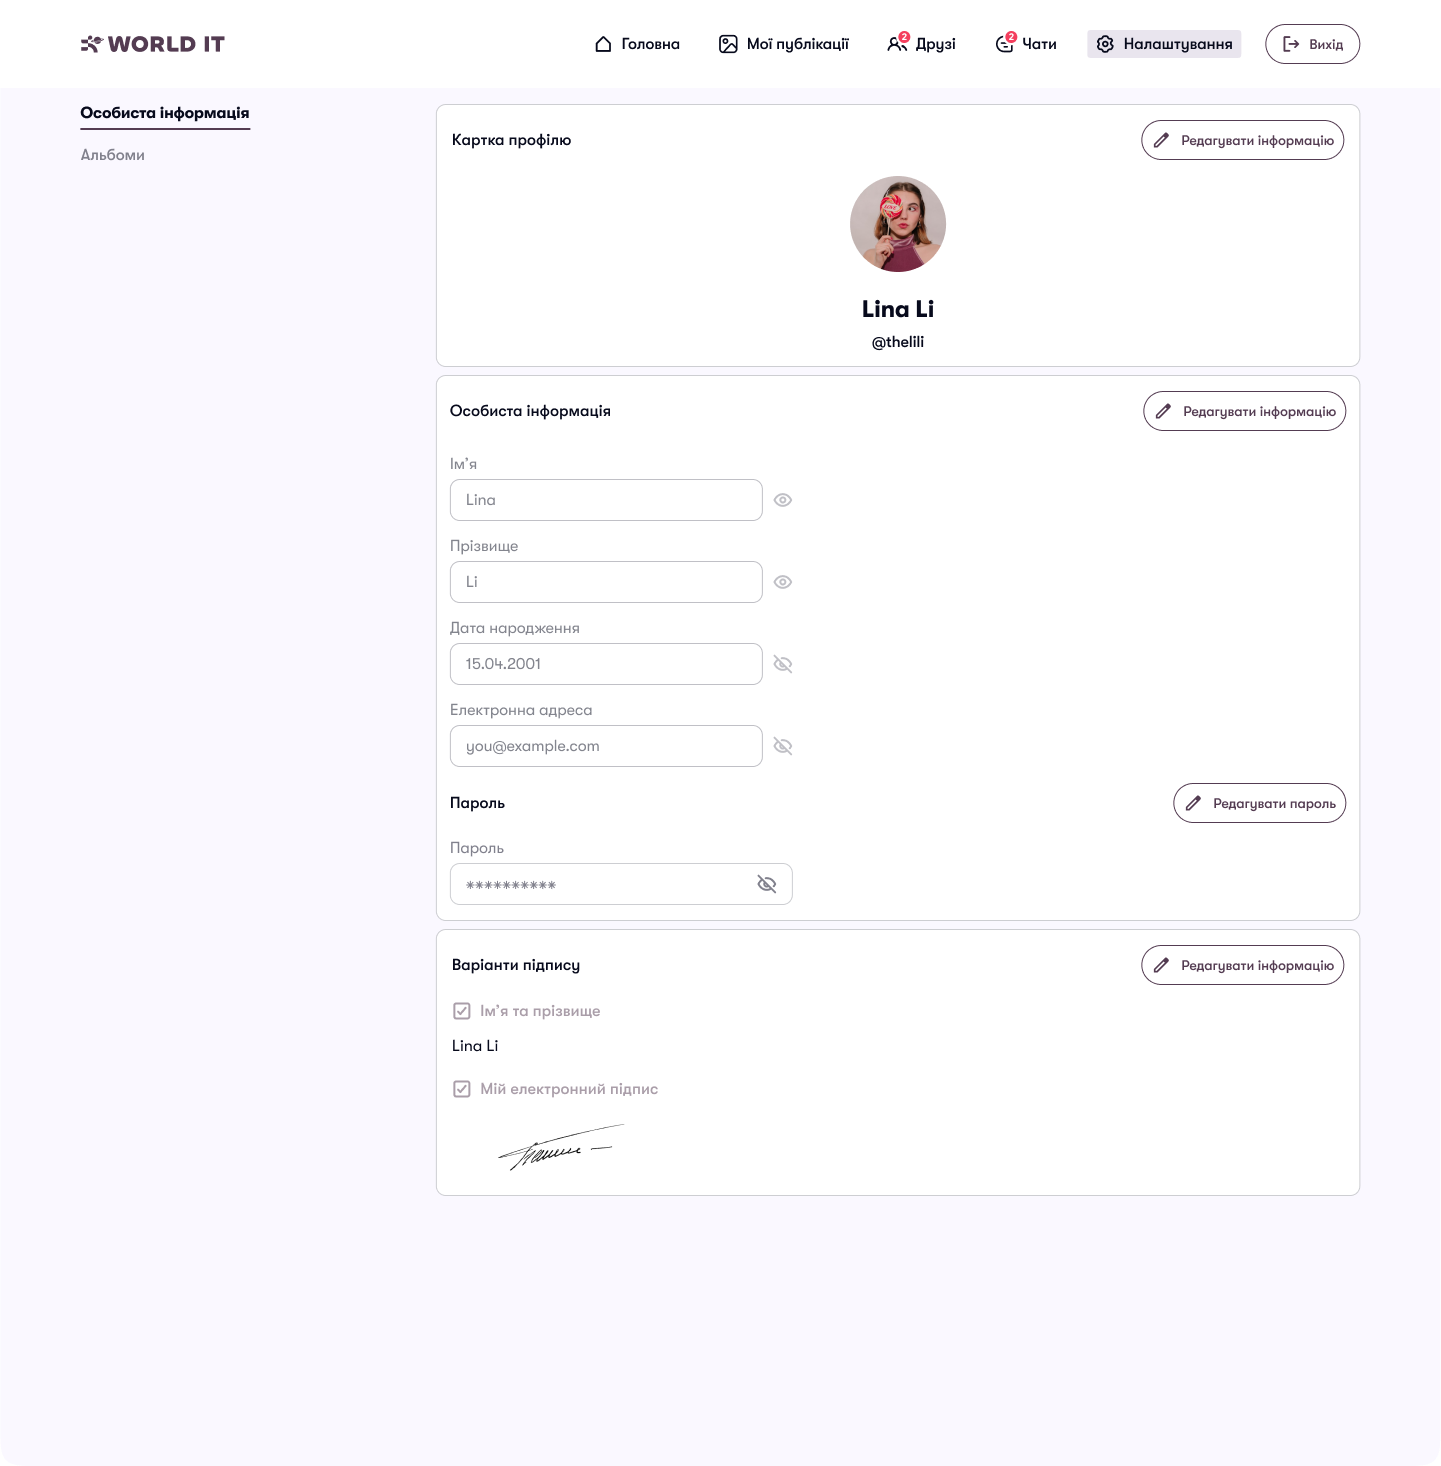 WORLD IT
Головна
Мої публікації
2
Друзі
2
Чати
Налаштування
Вихід
Особиста інформація
Альбоми
Картка профілю
Редагувати інформацію
Lina Li
@thelili
Особиста інформація
Редагувати інформацію
Ім’я
Lina
Прізвище
Li
Дата народження
15.04.2001
Електронна адреса
you@example.com
Пароль
Редагувати пароль
Пароль
**********
Варіанти підпису
Редагувати інформацію
Ім’я та прізвище
Lina Li
Мій електронний підпис